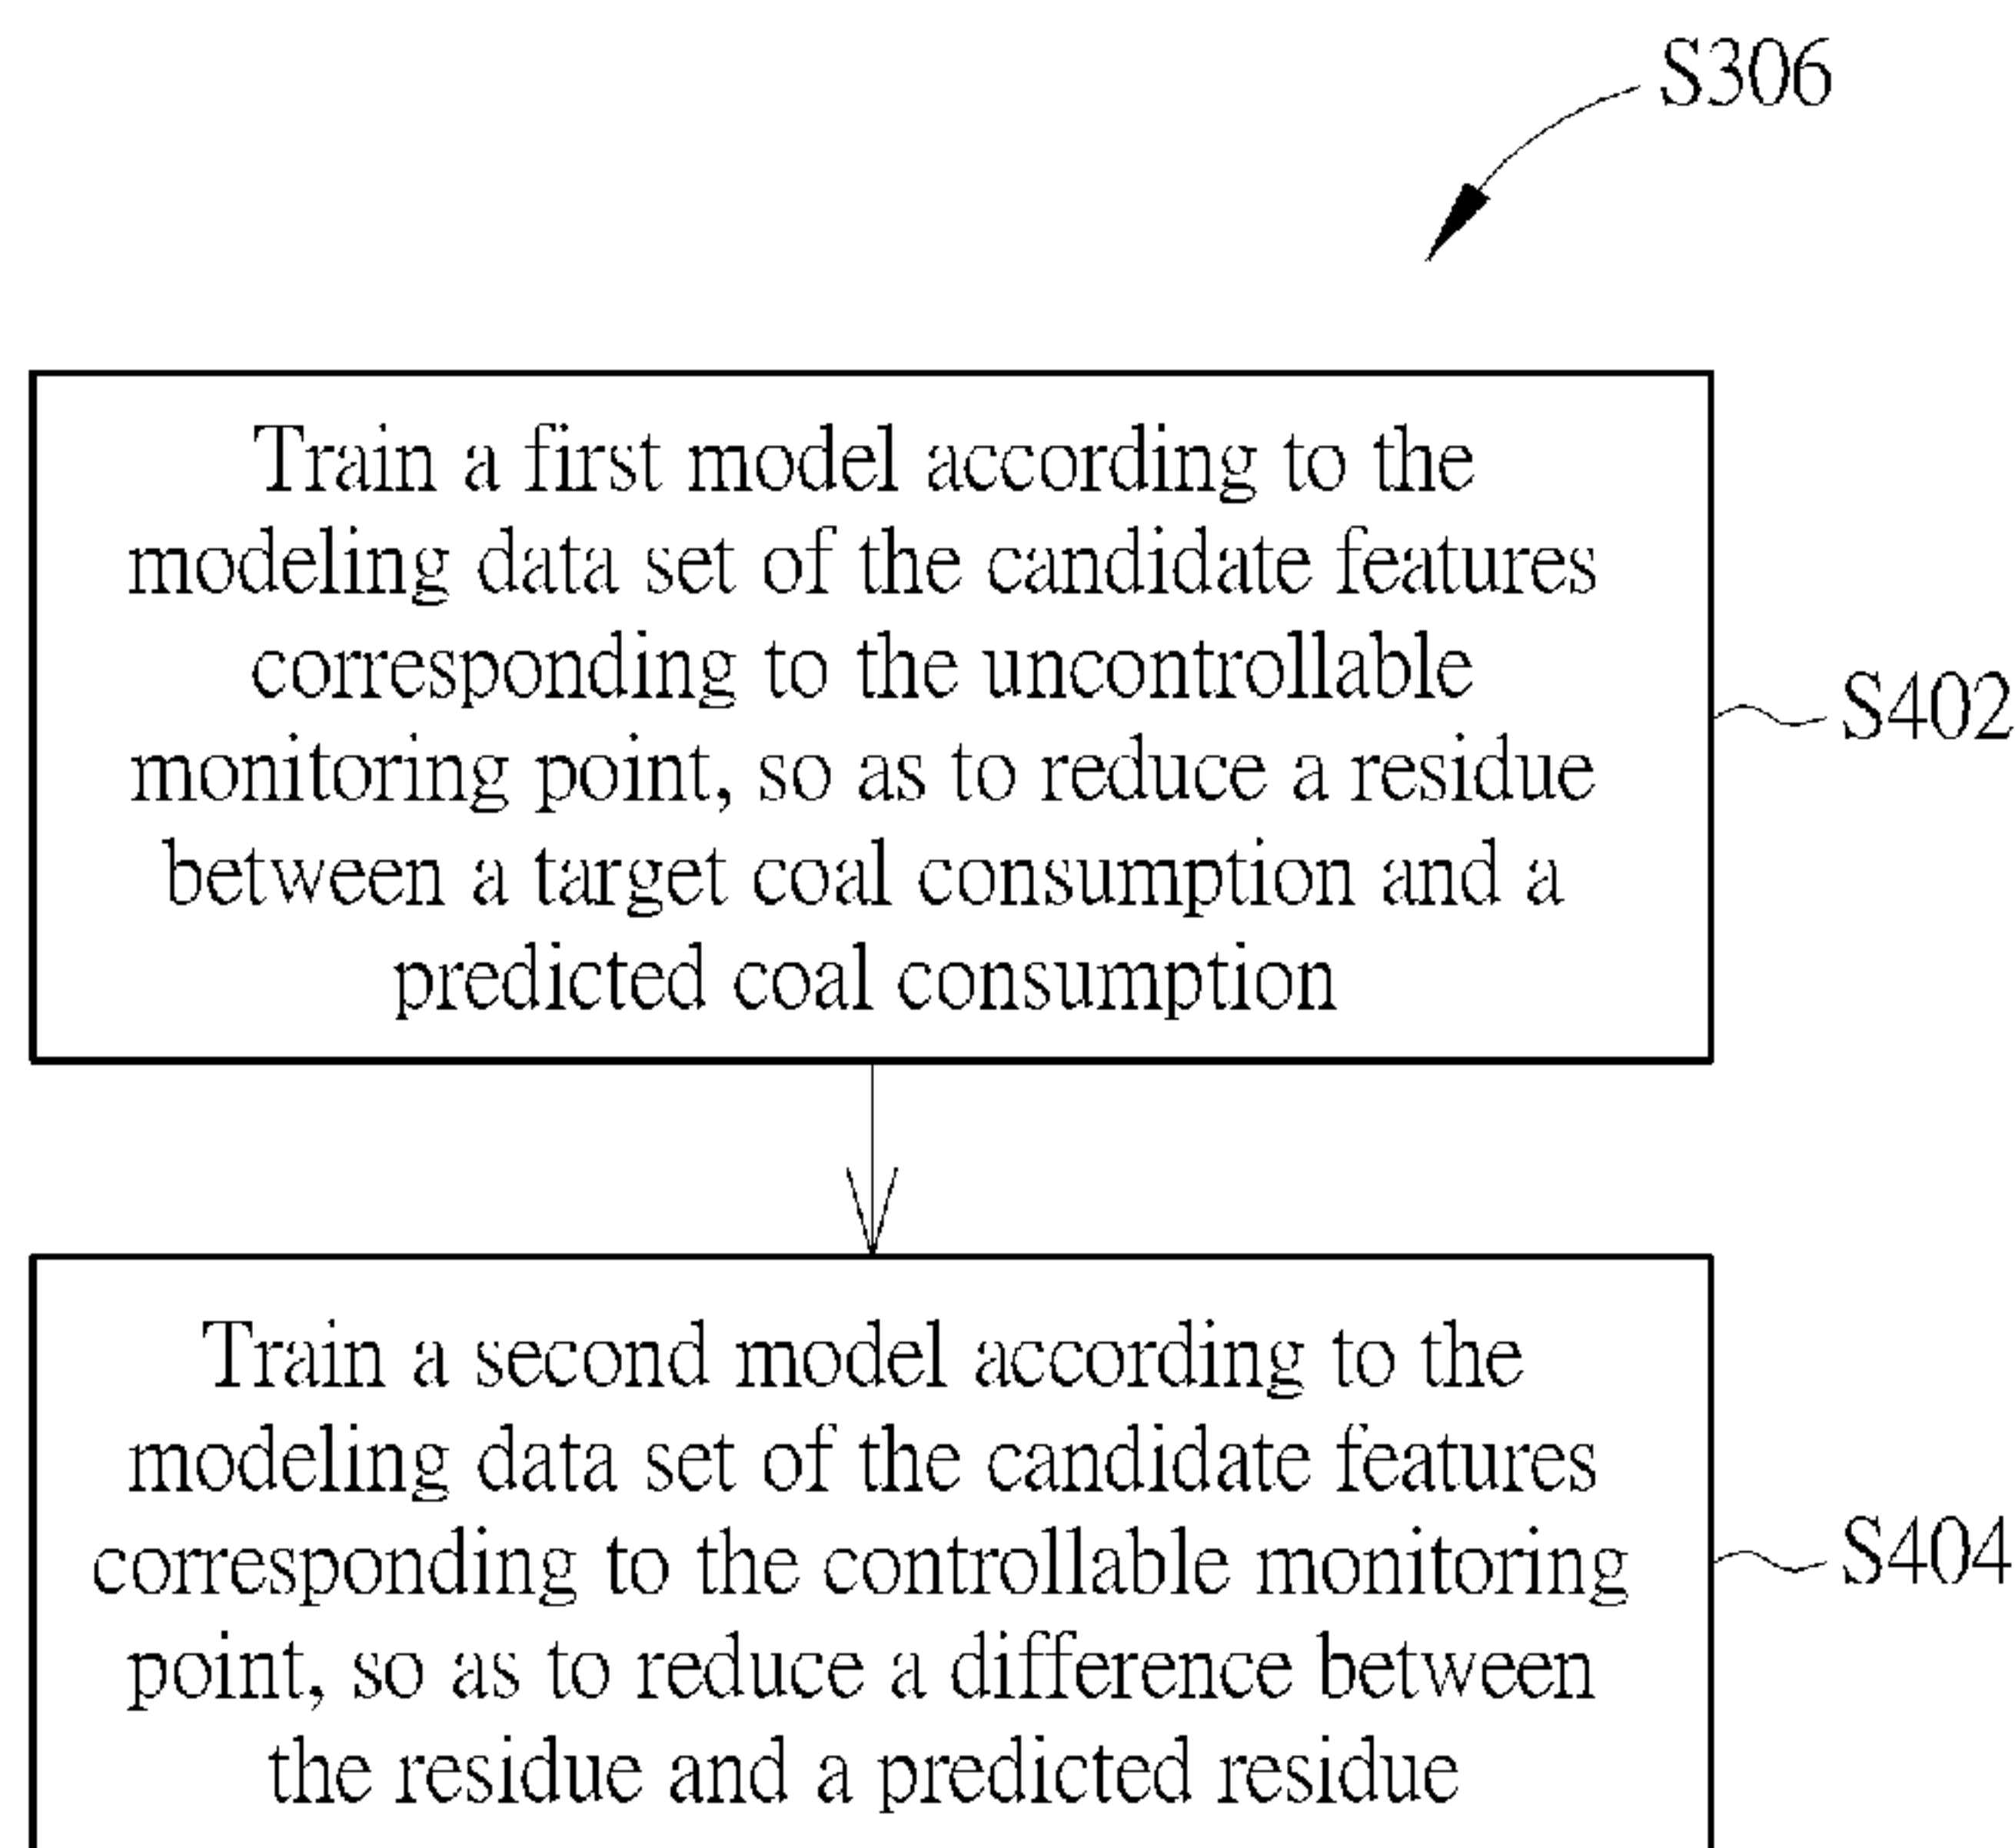 S306
Train a first model according to the
modeling data set of the candidate features
corresponding to the uncontrollable
monitoring point, so as to reduce a residue
between a target coal consumption and a
predicted coal consumption
S402
Train a second model according to the
modeling data set of the candidate features
corresponding to the controllable monitoring
point, so as to reduce a difference between
the residue and a predicted residue
S404